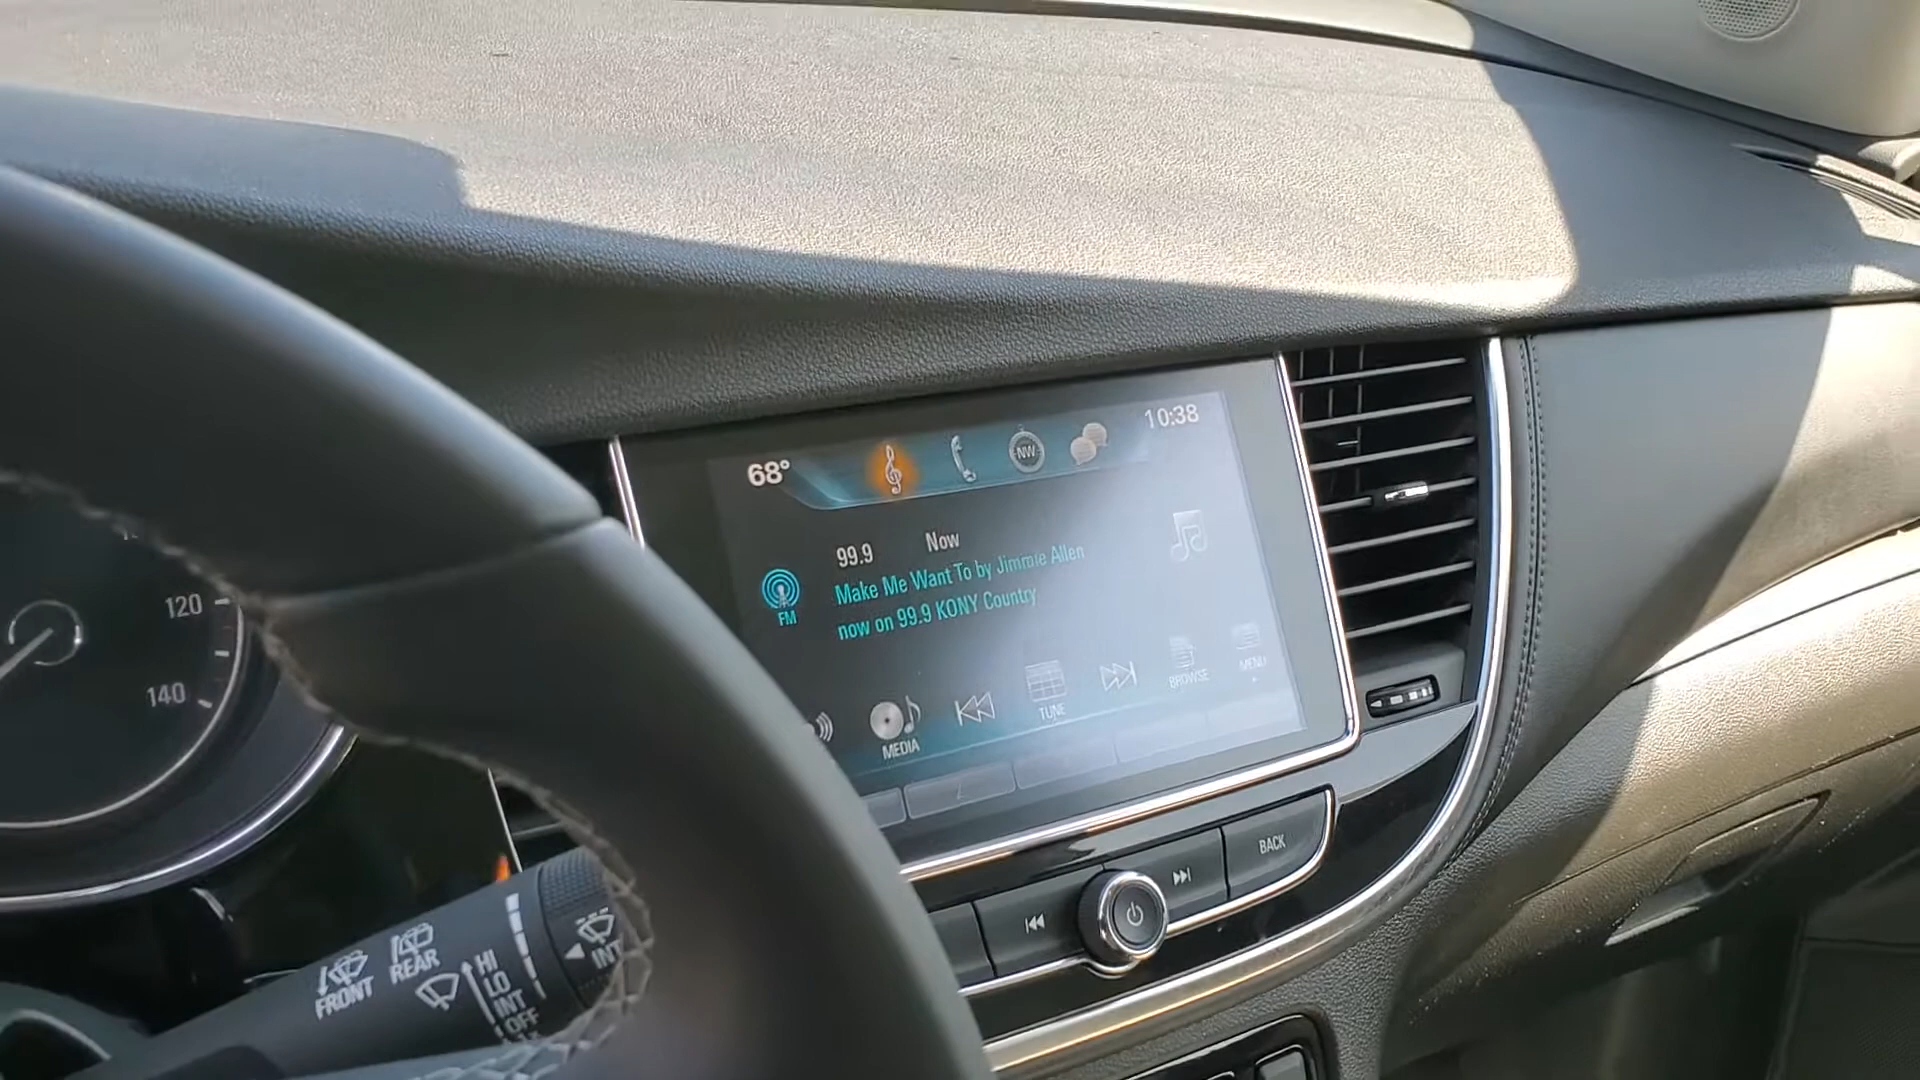 10:38
68°
NW
99.9
Now
Make Me Want To by Jimmie Allen
now on 99.9 KONY Country
FM
MEDIA
TUNE
BROWSE
MENU
BACK
120
140
FRONT
REAR
HI
LO
INT
OFF
INT